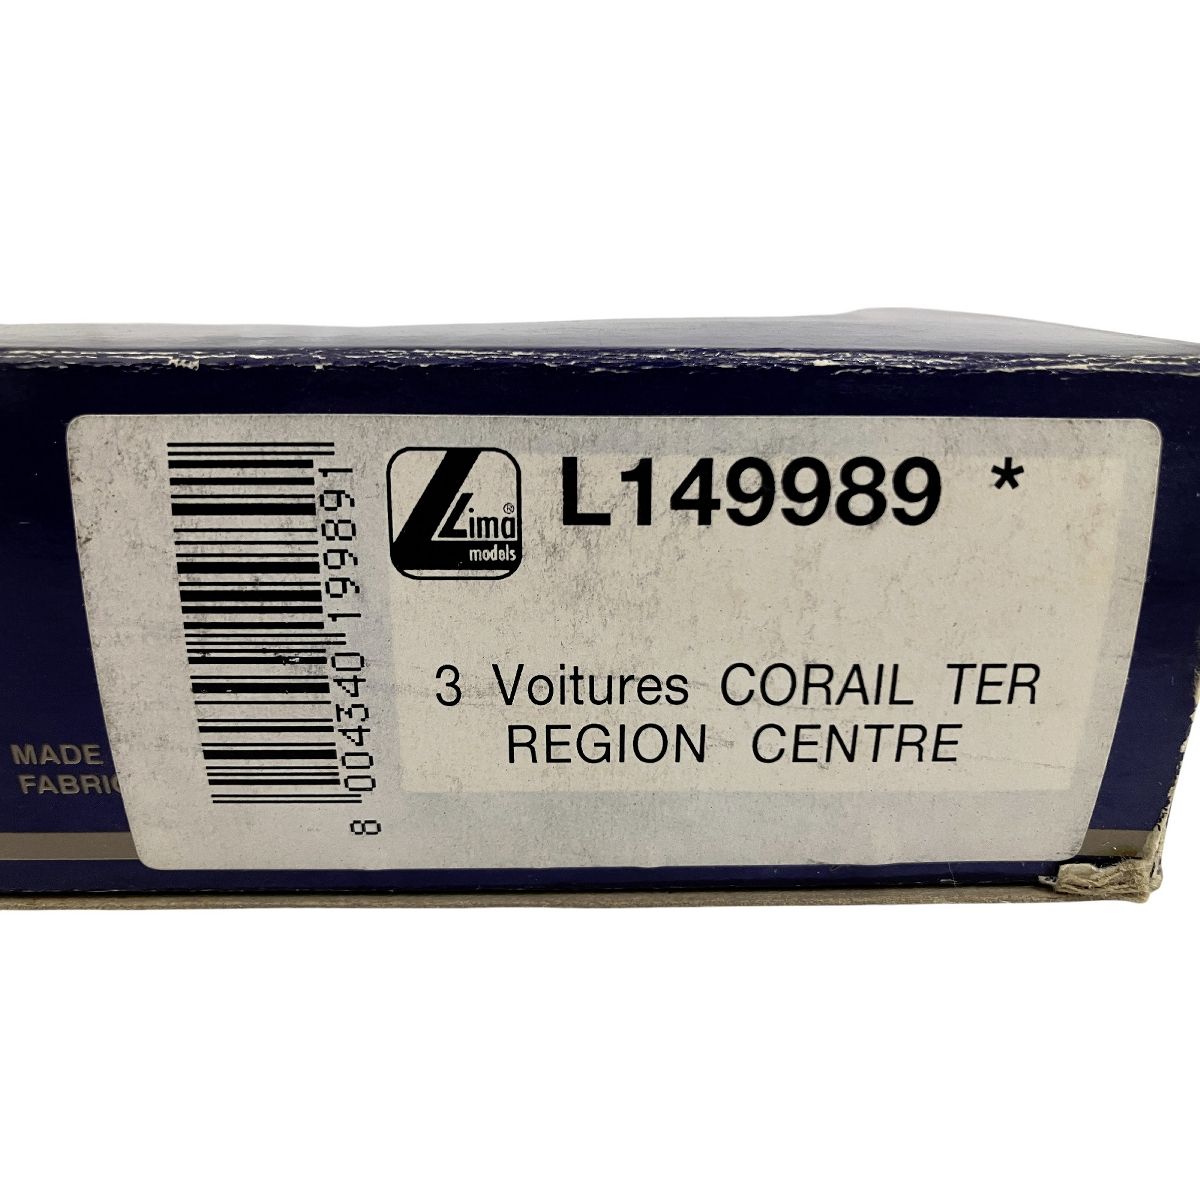 Lima®
models
L149989 *
3 Voitures CORAIL TER
REGION CENTRE
8 004340 199891
MADE
FABRIC